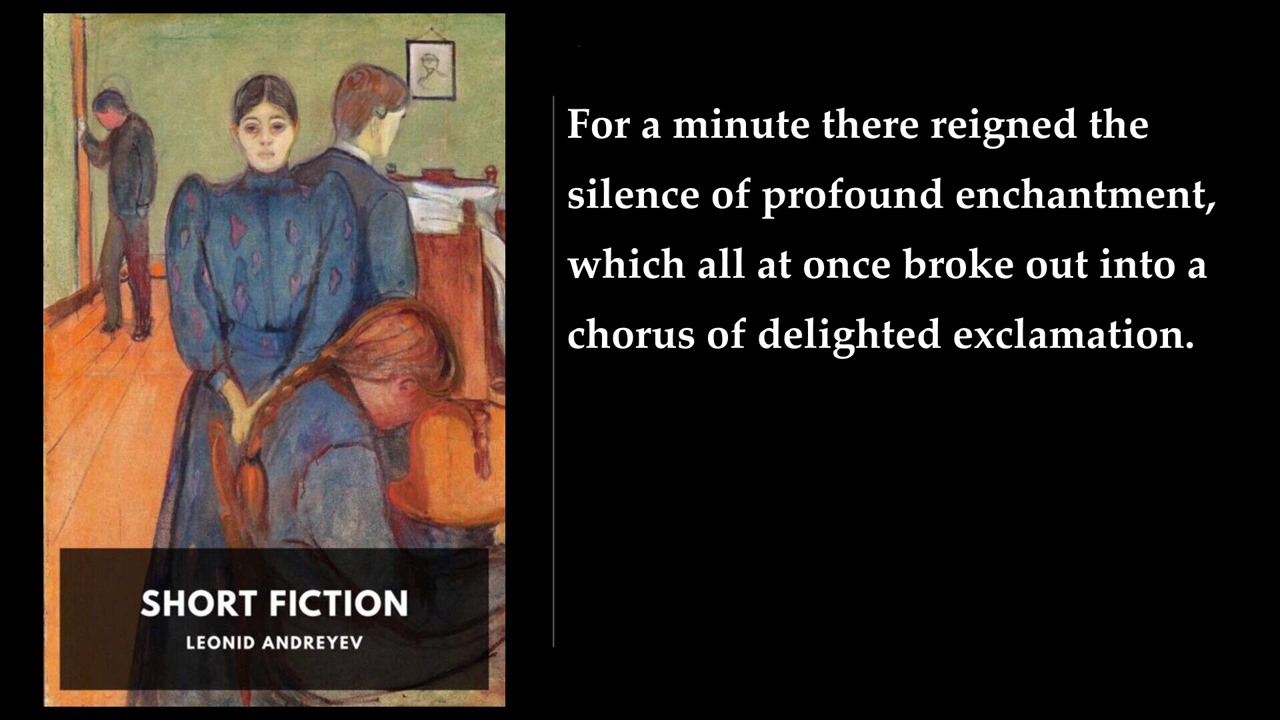 SHORT FICTION
LEONID ANDREYEV
For a minute there reigned the
silence of profound enchantment,
which all at once broke out into a
chorus of delighted exclamation.